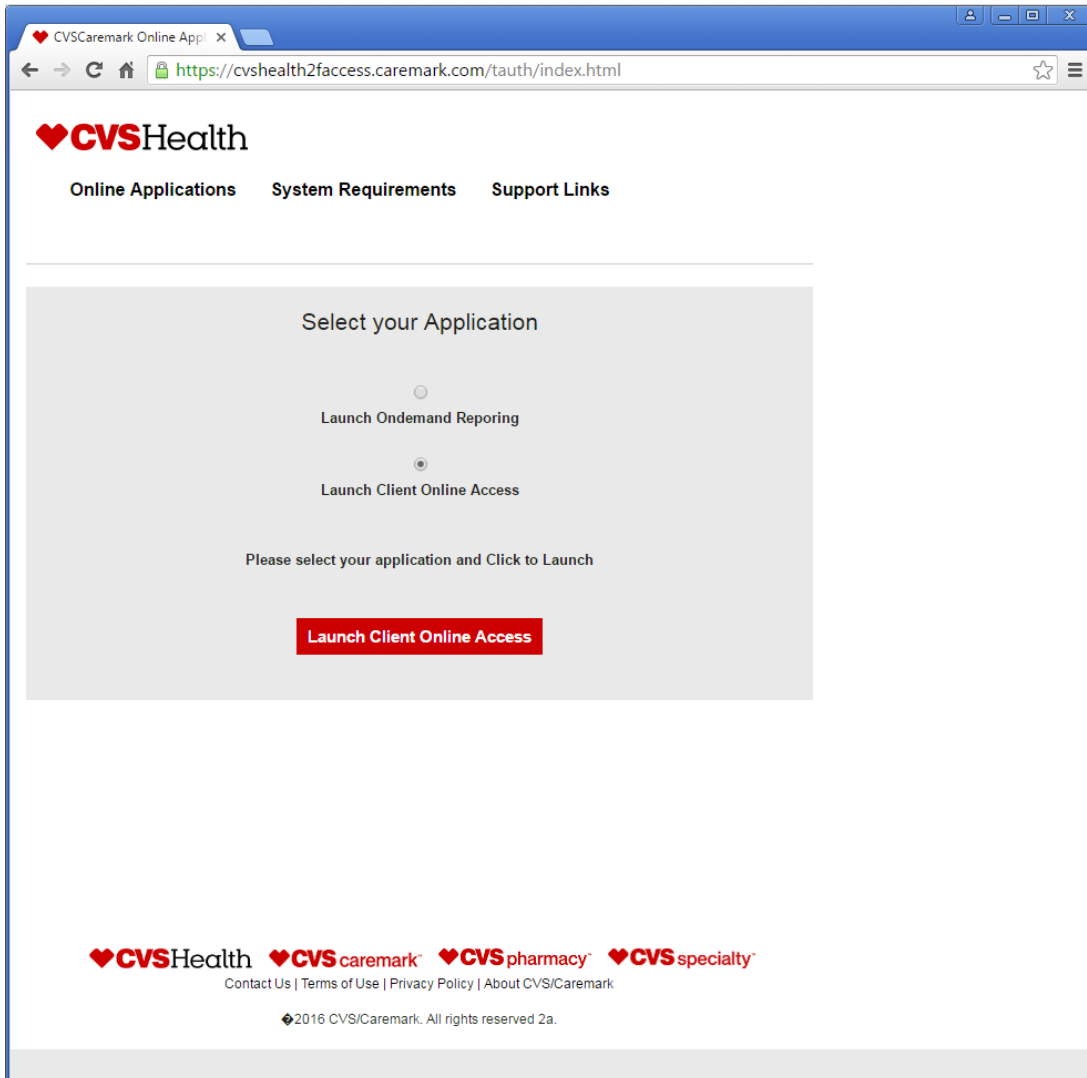 CVSCaremark Online Appl
https://cvshealth2faccess.caremark.com/tauth/index.html
CVSHealth
Online Applications System Requirements Support Links
Select your Application
Launch Ondemand Reporing
Launch Client Online Access
Please select your application and Click to Launch
Launch Client Online Access
CVSHealth CVS caremark™ CVS pharmacy™ CVS specialty™
Contact Us | Terms of Use | Privacy Policy | About CVS/Caremark
�2016 CVS/Caremark. All rights reserved 2a.